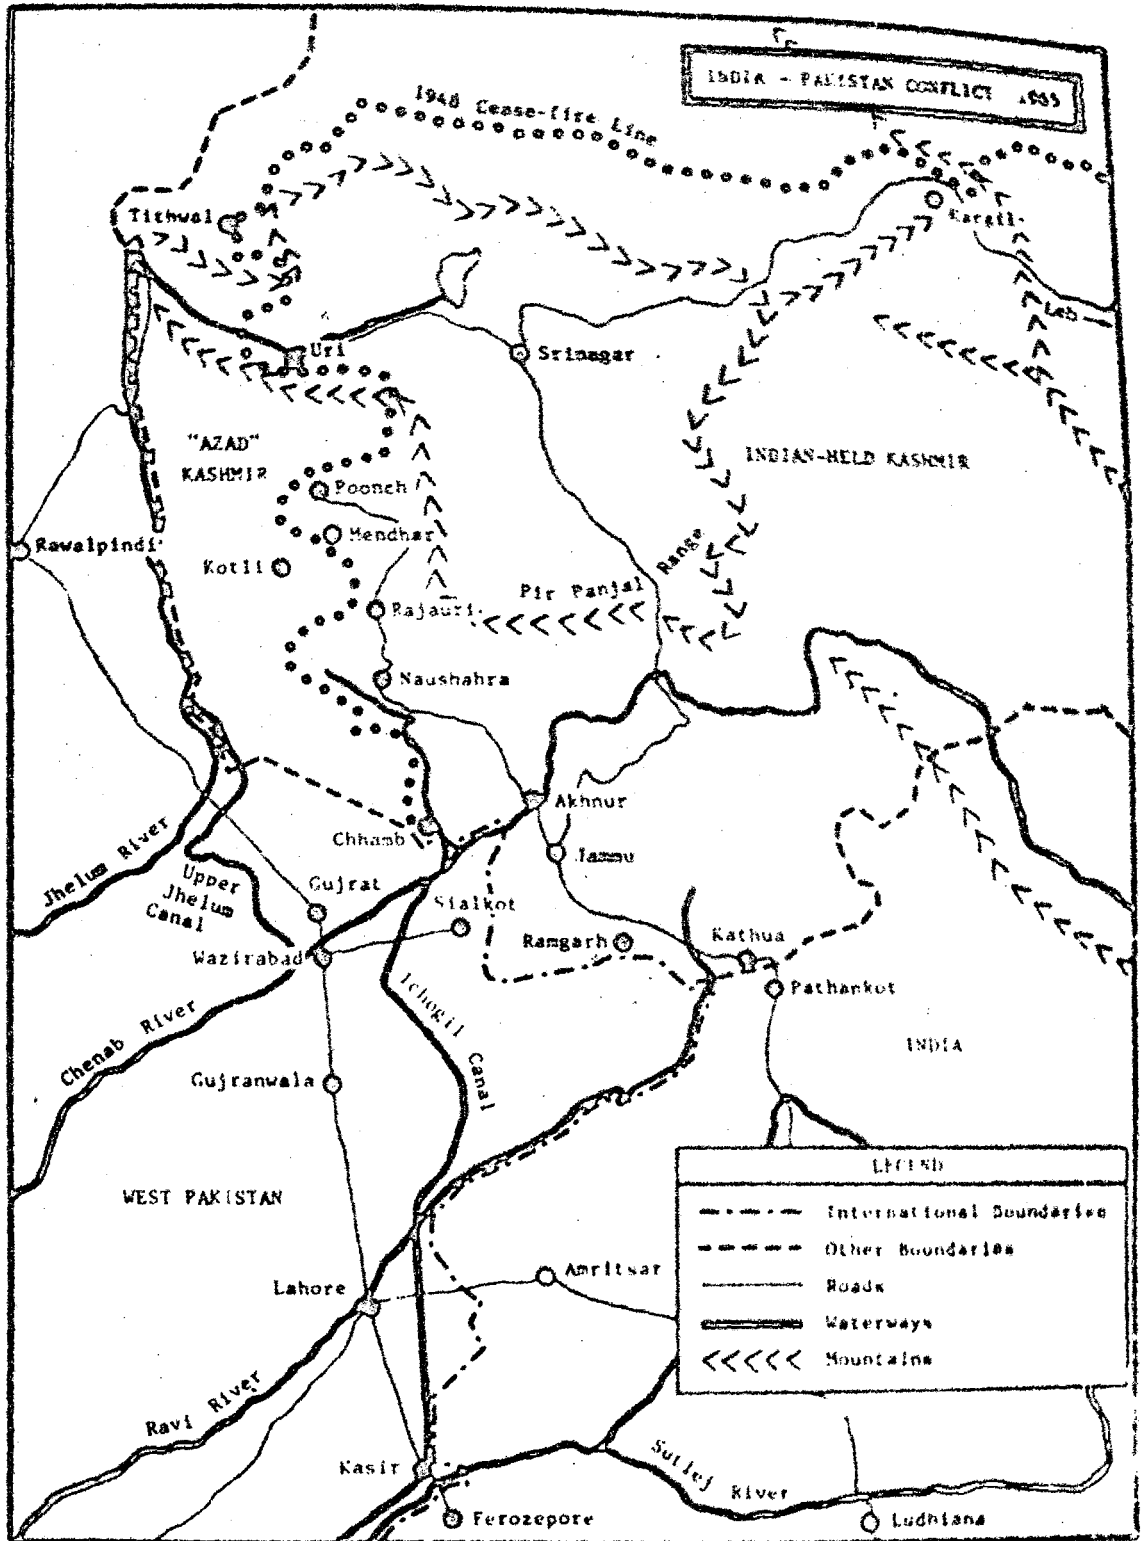 INDIA - PAKISTAN CONFLICT 1965
1948 Cease-fire Line
Tithwal
Kargil
Leh
Uri
Srinagar
"AZAD"
KASHMIR
INDIAN-HELD KASHMIR
Poonch
Mendhar
Rawalpindi
Kotli
Pir Panjal Range
Rajauri
Naushahra
Akhnur
Chhamb
Jammu
Jhelum River
Upper
Jhelum
Canal
Gujrat
Sialkot
Ramgarh
Kathua
Wazirabad
Pathankot
Ichogil Canal
Chenab River
INDIA
Gujranwala
WEST PAKISTAN
LEGEND
International Boundaries
Other Boundaries
Roads
Waterways
Mountains
Amritsar
Lahore
Ravi River
Kasir
Sutlej River
Ferozepore
Ludhiana